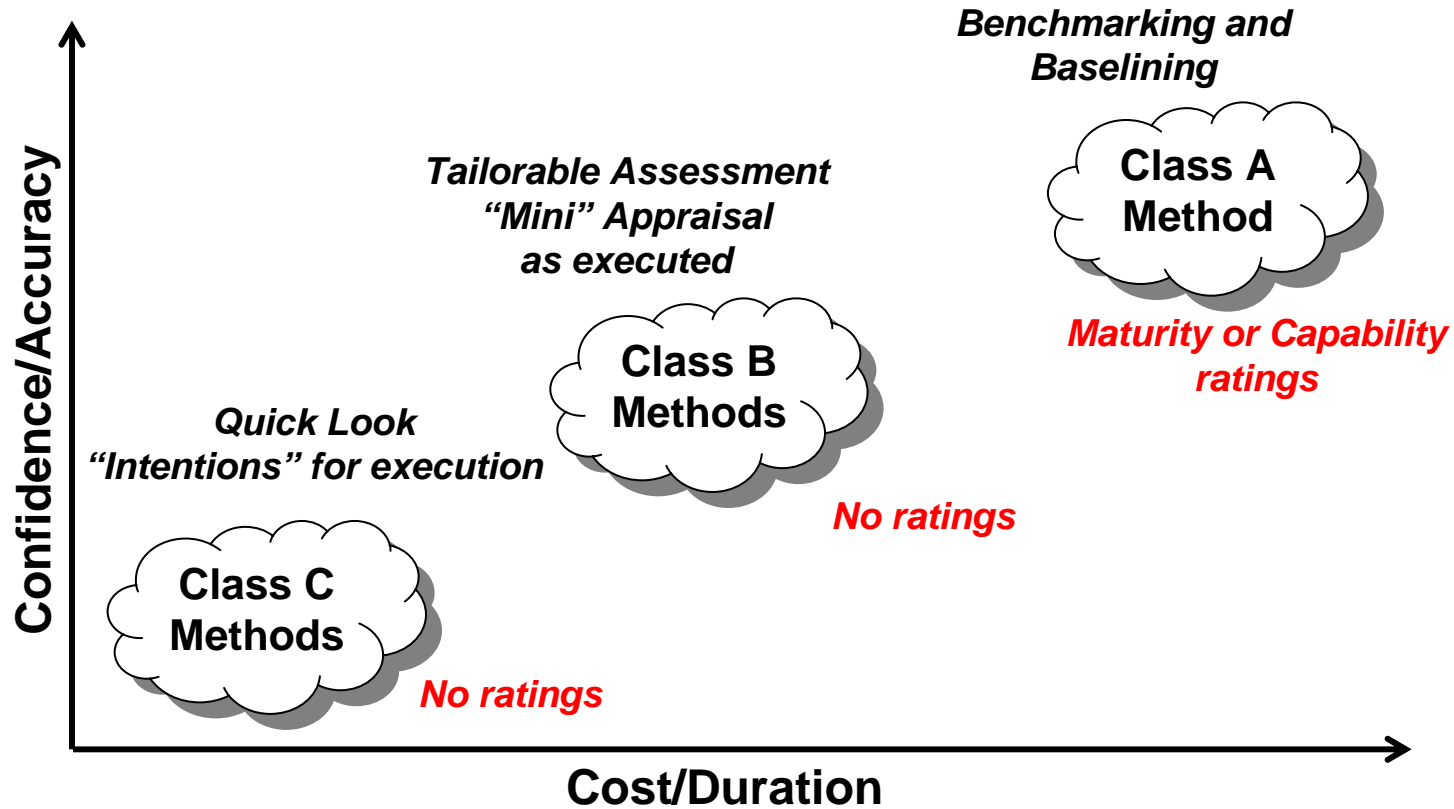 Benchmarking and
Baselining
Class A
Method
Maturity or Capability
ratings
Tailorable Assessment
“Mini” Appraisal
as executed
Class B
Methods
No ratings
Quick Look
“Intentions” for execution
Class C
Methods
No ratings
Confidence/Accuracy
Cost/Duration